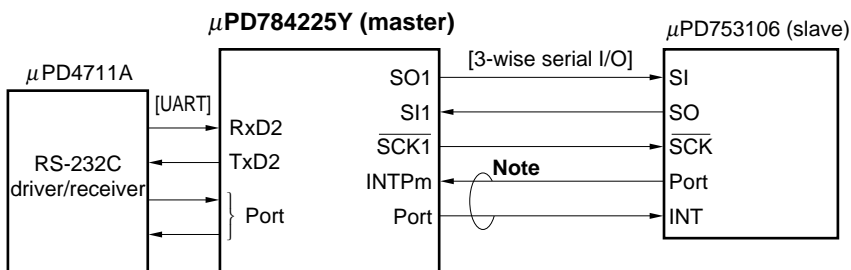 μPD784225Y (master)
μPD753106 (slave)
μPD4711A
[3-wise serial I/O]
[UART]
RS-232C
driver/receiver
RxD2
TxD2
Port
SO1
SI1
SCK1
INTPm
Port
Note
SI
SO
SCK
Port
INT